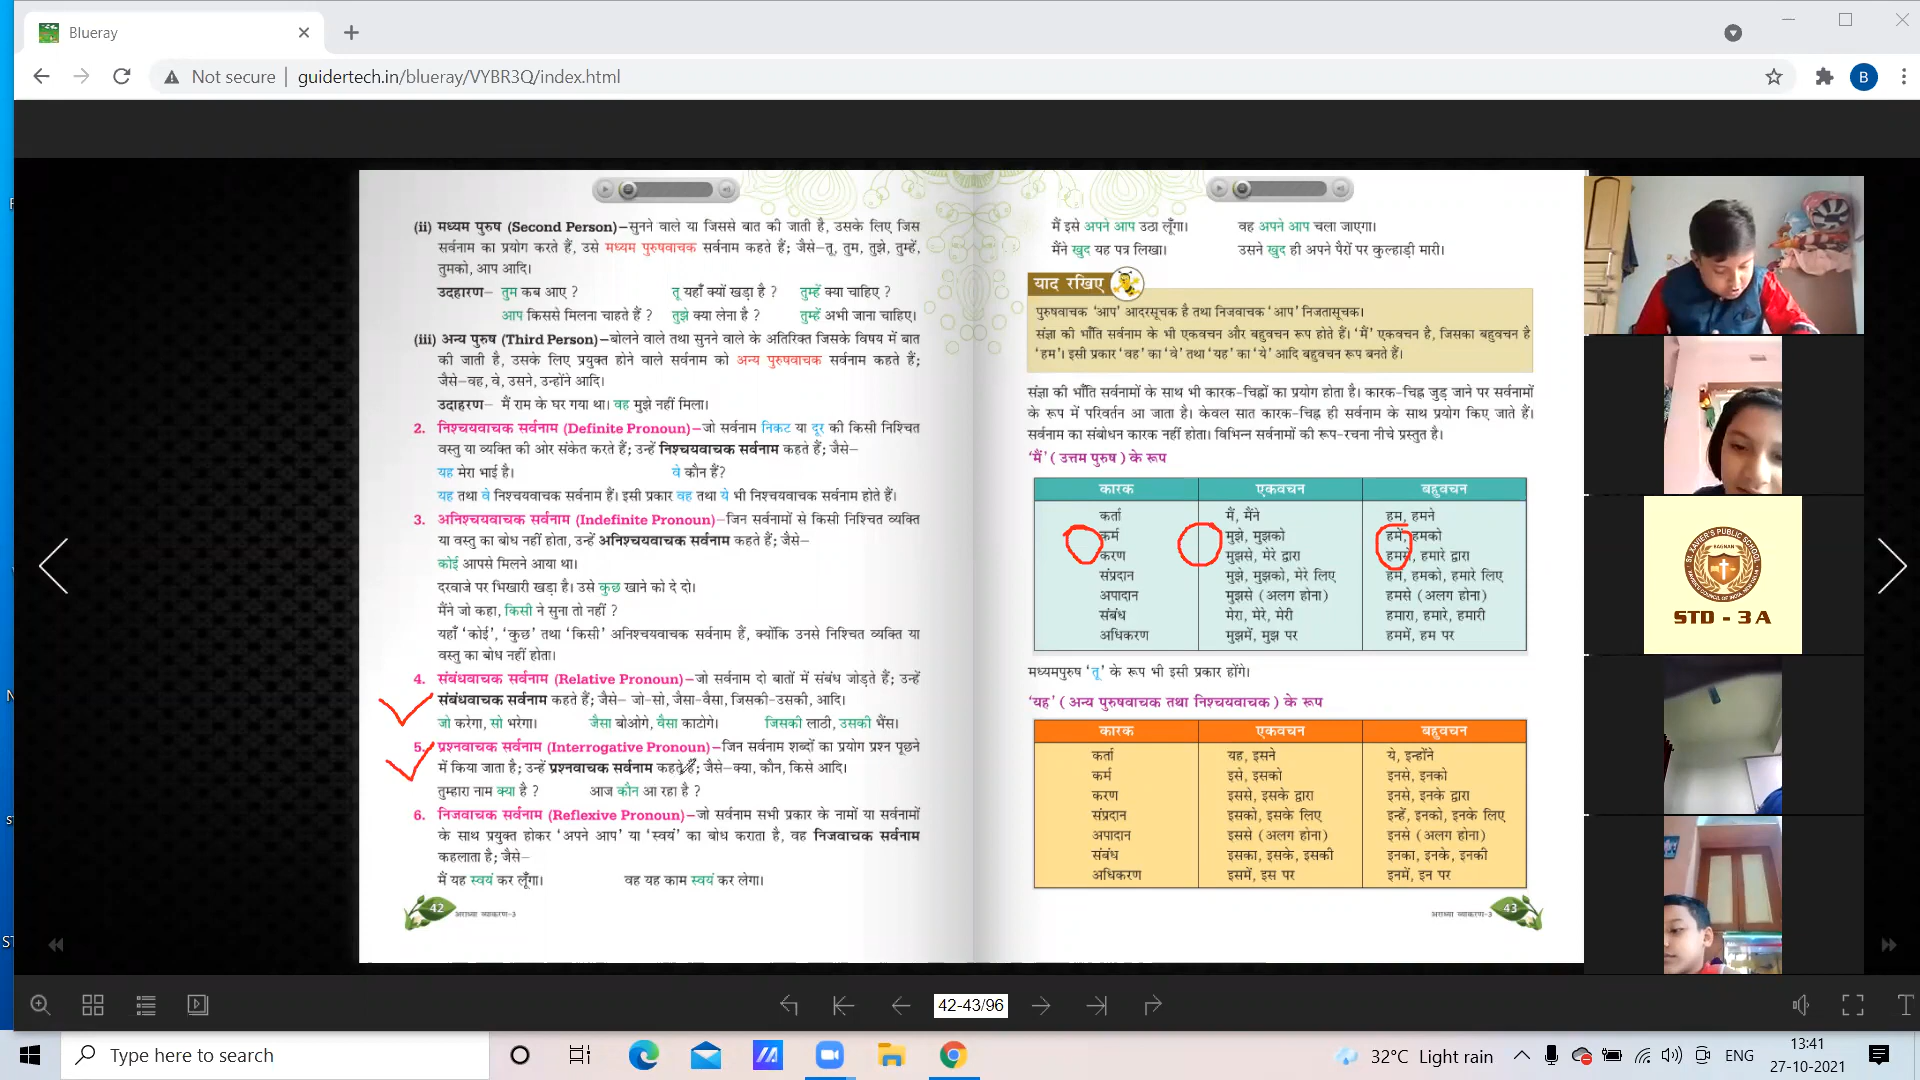 Blueray
Not secure
guidertech.in/blueray/VYBR3Q/index.html
B
(ii) मध्यम पुरुष (Second Person)–सुनने वाले या जिससे बात की जाती है, उसके लिए जिस
सर्वनाम का प्रयोग करते हैं, उसे मध्यम पुरुषवाचक सर्वनाम कहते हैं; जैसे–तू, तुम, तुझे, तुम्हें,
तुमको, आप आदि।
उदहारण– तुम कब आए ? तू यहाँ क्यों खड़ा है ? तुम्हें क्या चाहिए ?
आप किससे मिलना चाहते हैं ? तुझे क्या लेना है ? तुम्हें अभी जाना चाहिए।
(iii) अन्य पुरुष (Third Person)–बोलने वाले तथा सुनने वाले के अतिरिक्त जिसके विषय में बात
की जाती है, उसके लिए प्रयुक्त होने वाले सर्वनाम को अन्य पुरुषवाचक सर्वनाम कहते हैं;
जैसे–वह, वे, उसने, उन्होंने आदि।
उदाहरण– मैं राम के घर गया था। वह मुझे नहीं मिला।
2. निश्चयवाचक सर्वनाम (Definite Pronoun)–जो सर्वनाम निकट या दूर की किसी निश्चित
वस्तु या व्यक्ति की ओर संकेत करते हैं; उन्हें निश्चयवाचक सर्वनाम कहते हैं; जैसे–
यह मेरा भाई है। वे कौन हैं?
यह तथा वे निश्चयवाचक सर्वनाम हैं। इसी प्रकार वह तथा ये भी निश्चयवाचक सर्वनाम होते हैं।
3. अनिश्चयवाचक सर्वनाम (Indefinite Pronoun)–जिन सर्वनामों से किसी निश्चित व्यक्ति
या वस्तु का बोध नहीं होता, उन्हें अनिश्चयवाचक सर्वनाम कहते हैं; जैसे–
कोई आपसे मिलने आया था।
दरवाजे पर भिखारी खड़ा है। उसे कुछ खाने को दे दो।
मैंने जो कहा, किसी ने सुना तो नहीं ?
यहाँ ‘कोई’, ‘कुछ’ तथा ‘किसी’ अनिश्चयवाचक सर्वनाम हैं, क्योंकि उनसे निश्चित व्यक्ति या
वस्तु का बोध नहीं होता।
4. संबंधवाचक सर्वनाम (Relative Pronoun)–जो सर्वनाम दो बातों में संबंध जोड़ते हैं; उन्हें
संबंधवाचक सर्वनाम कहते हैं; जैसे– जो-सो, जैसा-वैसा, जिसकी-उसकी, आदि।
जो करेगा, सो भरेगा। जैसा बोओगे, वैसा काटोगे। जिसकी लाठी, उसकी भैंस।
5. प्रश्नवाचक सर्वनाम (Interrogative Pronoun)–जिन सर्वनाम शब्दों का प्रयोग प्रश्न पूछने
में किया जाता है; उन्हें प्रश्नवाचक सर्वनाम कहते हैं; जैसे–क्या, कौन, किसे आदि।
तुम्हारा नाम क्या है ? आज कौन आ रहा है ?
6. निजवाचक सर्वनाम (Reflexive Pronoun)–जो सर्वनाम सभी प्रकार के नामों या सर्वनामों
के साथ प्रयुक्त होकर ‘अपने आप’ या ‘स्वयं’ का बोध कराता है, वह निजवाचक सर्वनाम
कहलाता है; जैसे–
मैं यह स्वयं कर लूँगा। वह यह काम स्वयं कर लेगा।
42 अराध्या व्याकरण-3
मैं इसे अपने आप उठा लूँगा। वह अपने आप चला जाएगा।
मैंने खुद यह पत्र लिखा। उसने खुद ही अपने पैरों पर कुल्हाड़ी मारी।
याद रखिए
पुरुषवाचक ‘आप’ आदरसूचक है तथा निजवाचक ‘आप’ निजतासूचक।
संज्ञा की भाँति सर्वनाम के भी एकवचन और बहुवचन रूप होते हैं। ‘मैं’ एकवचन है, जिसका बहुवचन है
‘हम’। इसी प्रकार ‘वह’ का ‘वे’ तथा ‘यह’ का ‘ये’ आदि बहुवचन रूप बनते हैं।
संज्ञा की भाँति सर्वनामों के साथ भी कारक-चिह्नों का प्रयोग होता है। कारक-चिह्न जुड़ जाने पर सर्वनामों
के रूप में परिवर्तन आ जाता है। केवल सात कारक-चिह्न ही सर्वनाम के साथ प्रयोग किए जाते हैं।
सर्वनाम का संबोधन कारक नहीं होता। विभिन्न सर्वनामों की रूप-रचना नीचे प्रस्तुत है।
‘मैं’ ( उत्तम पुरुष ) के रूप
कारक एकवचन बहुवचन
कर्ता मैं, मैंने हम, हमने
कर्म मुझे, मुझको हमें, हमको
करण मुझसे, मेरे द्वारा हमसे, हमारे द्वारा
संप्रदान मुझे, मुझको, मेरे लिए हम, हमको, हमारे लिए
अपादान मुझसे (अलग होना) हमसे (अलग होना)
संबंध मेरा, मेरे, मेरी हमारा, हमारे, हमारी
अधिकरण मुझमें, मुझ पर हममें, हम पर
मध्यमपुरुष ‘तू’ के रूप भी इसी प्रकार होंगे।
‘यह’ ( अन्य पुरुषवाचक तथा निश्चयवाचक ) के रूप
कारक एकवचन बहुवचन
कर्ता यह, इसने ये, इन्होंने
कर्म इसे, इसको इनसे, इनको
करण इससे, इसके द्वारा इनसे, इनके द्वारा
संप्रदान इसको, इसके लिए इन्हें, इनको, इनके लिए
अपादान इससे (अलग होना) इनसे (अलग होना)
संबंध इसका, इसके, इसकी इनका, इनके, इनकी
अधिकरण इसमें, इस पर इनमें, इन पर
अराध्या व्याकरण-3 43
ST. XAVIER'S PUBLIC SCHOOL
BAGNAN
STD - 3 A
42-43/96
Type here to search
32°C Light rain
ENG
13:41
27-10-2021